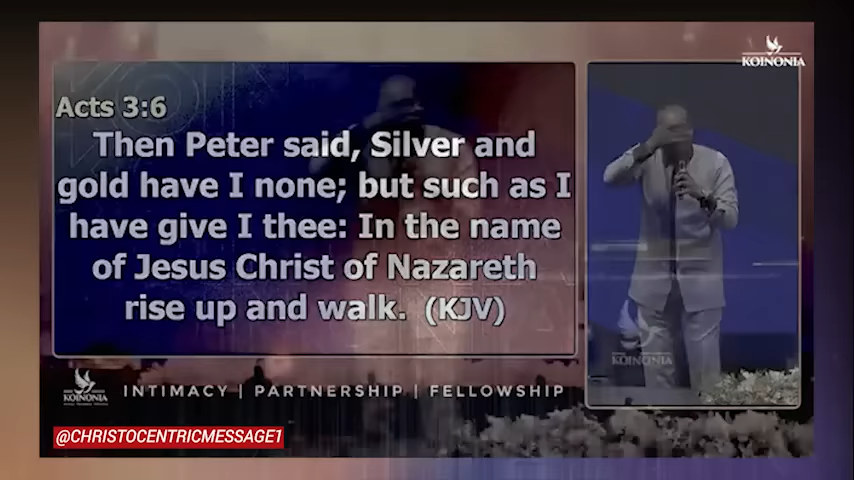 KOINONIA
Acts 3:6
Then Peter said, Silver and
gold have I none; but such as I
have give I thee: In the name
of Jesus Christ of Nazareth
rise up and walk. (KJV)
KOINONIA
KOINONIA
INTIMACY | PARTNERSHIP | FELLOWSHIP
@CHRISTOCENTRICMESSAGE1